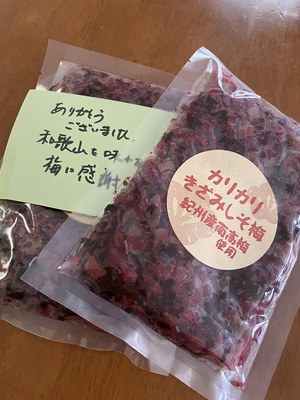 ありがとう
ございました
和歌山を味
梅に感
カリカリ
きざみしそ梅
紀州産南高梅
使用